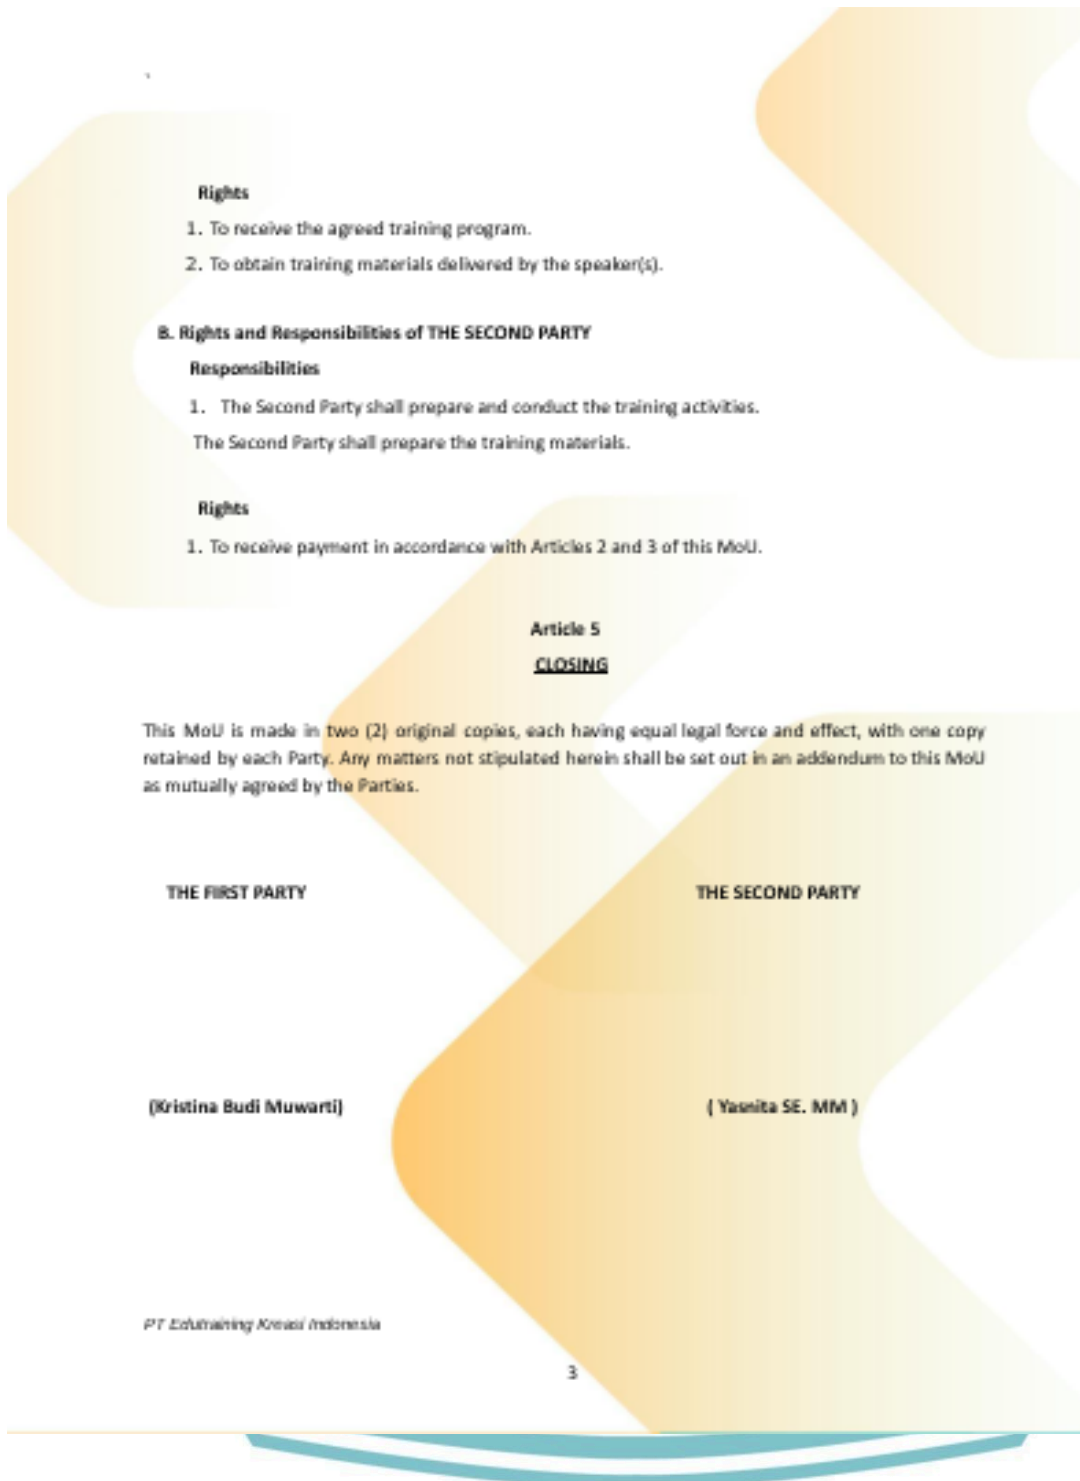 Rights
1. To receive the agreed training program.
2. To obtain training materials delivered by the speaker(s).
B. Rights and Responsibilities of THE SECOND PARTY
Responsibilities
1. The Second Party shall prepare and conduct the training activities.
The Second Party shall prepare the training materials.
Rights
1. To receive payment in accordance with Articles 2 and 3 of this MoU.
Article 5
CLOSING
This MoU is made in two (2) original copies, each having equal legal force and effect, with one copy
retained by each Party. Any matters not stipulated herein shall be set out in an addendum to this MoU
as mutually agreed by the Parties.
THE FIRST PARTY THE SECOND PARTY
(Kristina Budi Muwarti) ( Yasnita SE. MM )
PT Edutraining Kreasi Indonesia
3